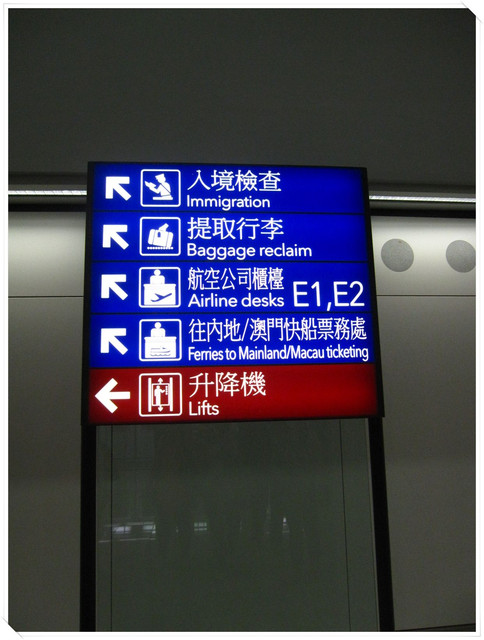 入境檢查
Immigration
提取行李
Baggage reclaim
航空公司櫃檯
Airline desks E1,E2
往內地/澳門快船票務處
Ferries to Mainland/Macau ticketing
升降機
Lifts